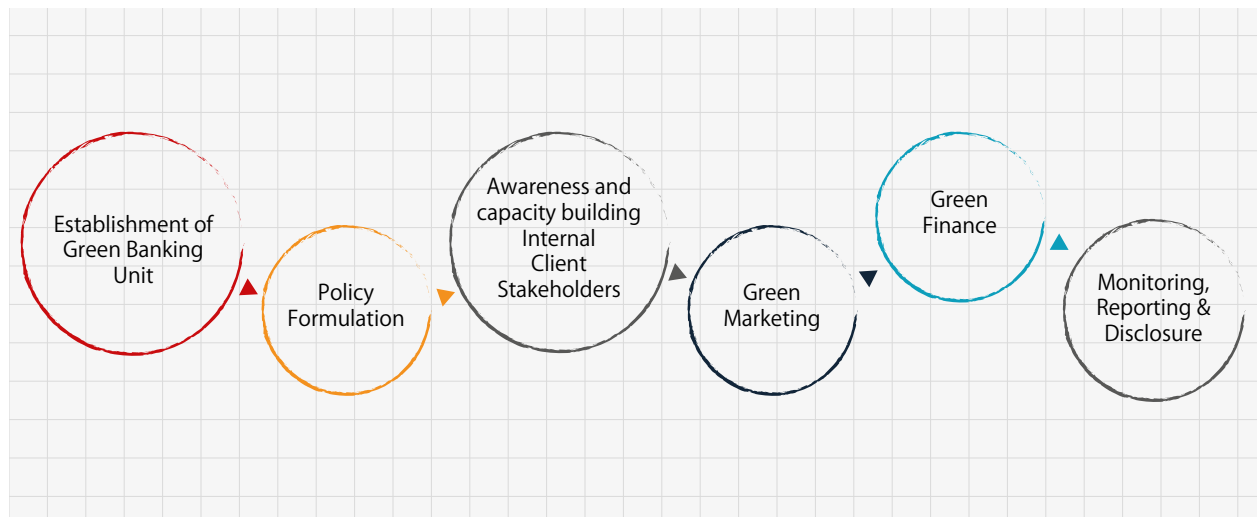 Establishment of
Green Banking
Unit
Policy
Formulation
Awareness and
capacity building
Internal
Client
Stakeholders
Green
Marketing
Green
Finance
Monitoring,
Reporting &
Disclosure